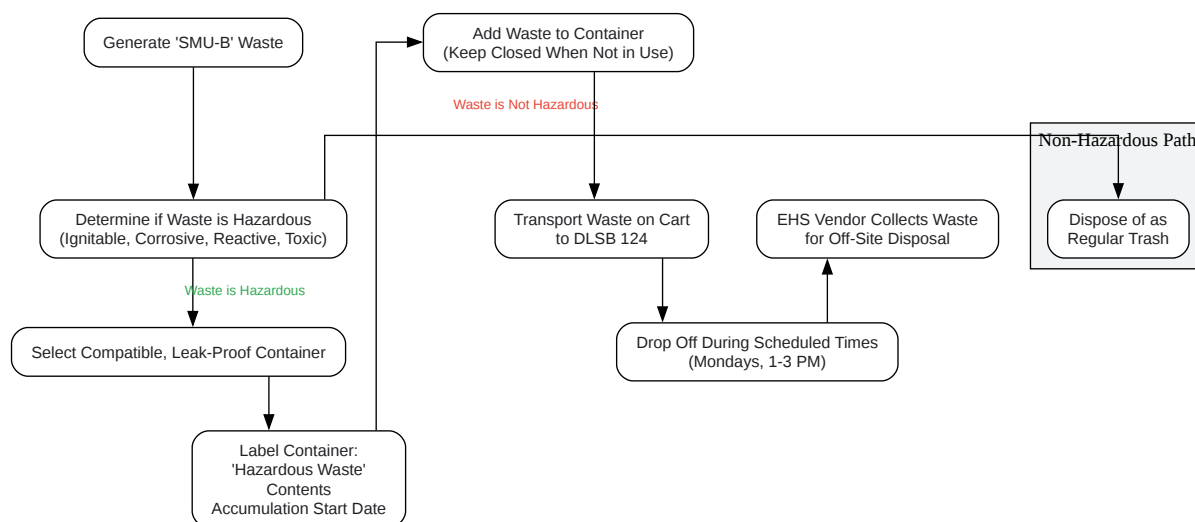 Generate 'SMU-B' Waste
Add Waste to Container
(Keep Closed When Not in Use)
Waste is Not Hazardous
Non-Hazardous Path
Determine if Waste is Hazardous
(Ignitable, Corrosive, Reactive, Toxic)
Transport Waste on Cart
to DLSB 124
EHS Vendor Collects Waste
for Off-Site Disposal
Dispose of as
Regular Trash
Waste is Hazardous
Select Compatible, Leak-Proof Container
Drop Off During Scheduled Times
(Mondays, 1-3 PM)
Label Container:
'Hazardous Waste'
Contents
Accumulation Start Date